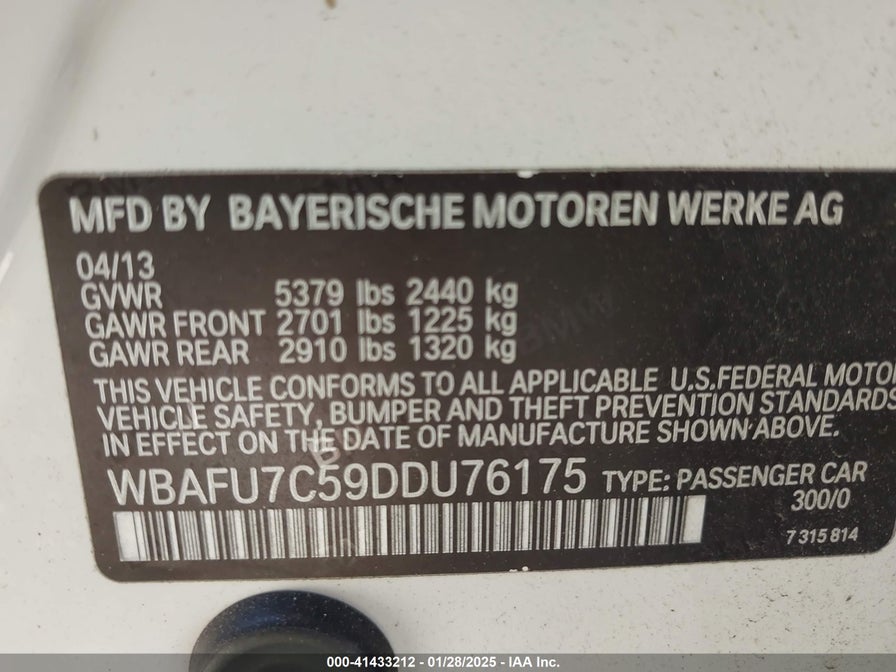 MFD BY BAYERISCHE MOTOREN WERKE AG
04/13
GVWR 5379 lbs 2440 kg
GAWR FRONT 2701 lbs 1225 kg
GAWR REAR 2910 lbs 1320 kg
THIS VEHICLE CONFORMS TO ALL APPLICABLE U.S.FEDERAL MOTO
VEHICLE SAFETY, BUMPER AND THEFT PREVENTION STANDARDS
IN EFFECT ON THE DATE OF MANUFACTURE SHOWN ABOVE.
WBAFU7C59DDU76175 TYPE: PASSENGER CAR
300/0
7 315 814
000-41433212 - 01/28/2025 - IAA Inc.